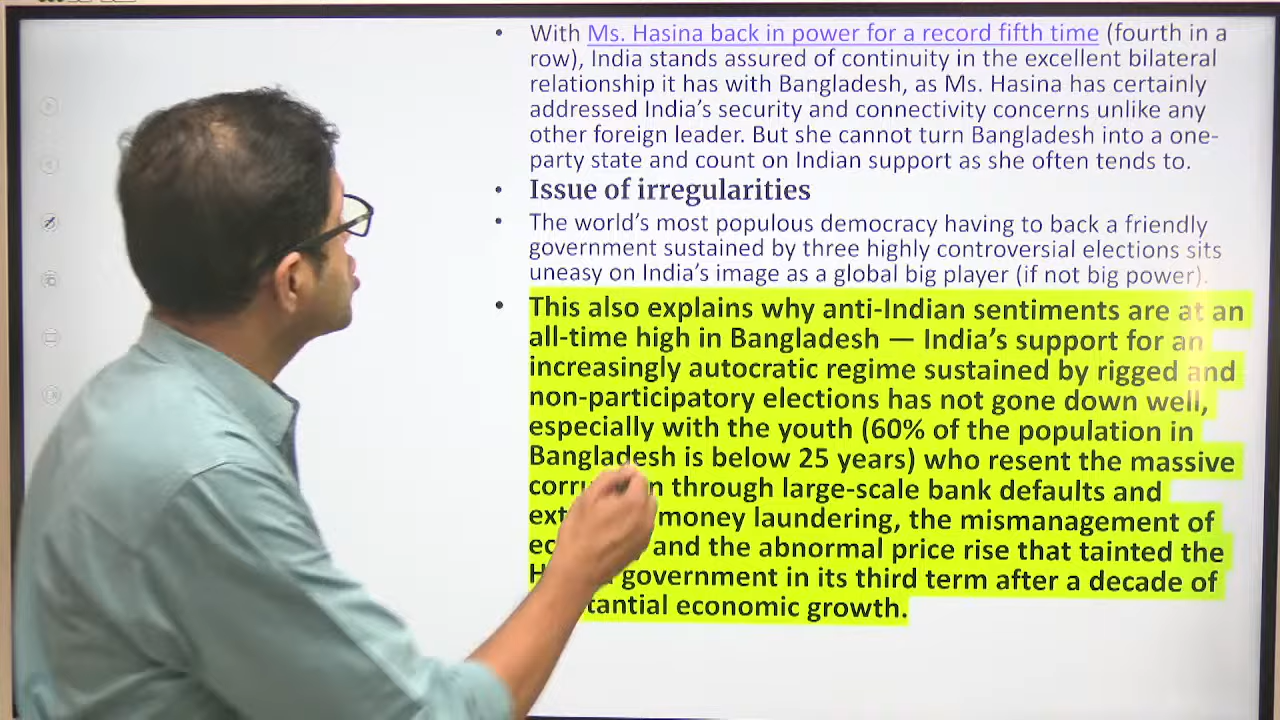 With Ms. Hasina back in power for a record fifth time (fourth in a
row), India stands assured of continuity in the excellent bilateral
relationship it has with Bangladesh, as Ms. Hasina has certainly
addressed India's security and connectivity concerns unlike any
other foreign leader. But she cannot turn Bangladesh into a one-
party state and count on Indian support as she often tends to.
Issue of irregularities
The world's most populous democracy having to back a friendly
government sustained by three highly controversial elections sits
uneasy on India's image as a global big player (if not big power).
This also explains why anti-Indian sentiments are at an
all-time high in Bangladesh — India's support for an
increasingly autocratic regime sustained by rigged and
non-participatory elections has not gone down well,
especially with the youth (60% of the population in
Bangladesh is below 25 years) who resent the massive
through large-scale bank defaults and
money laundering, the mismanagement of
and the abnormal price rise that tainted the
government in its third term after a decade of
economic growth.